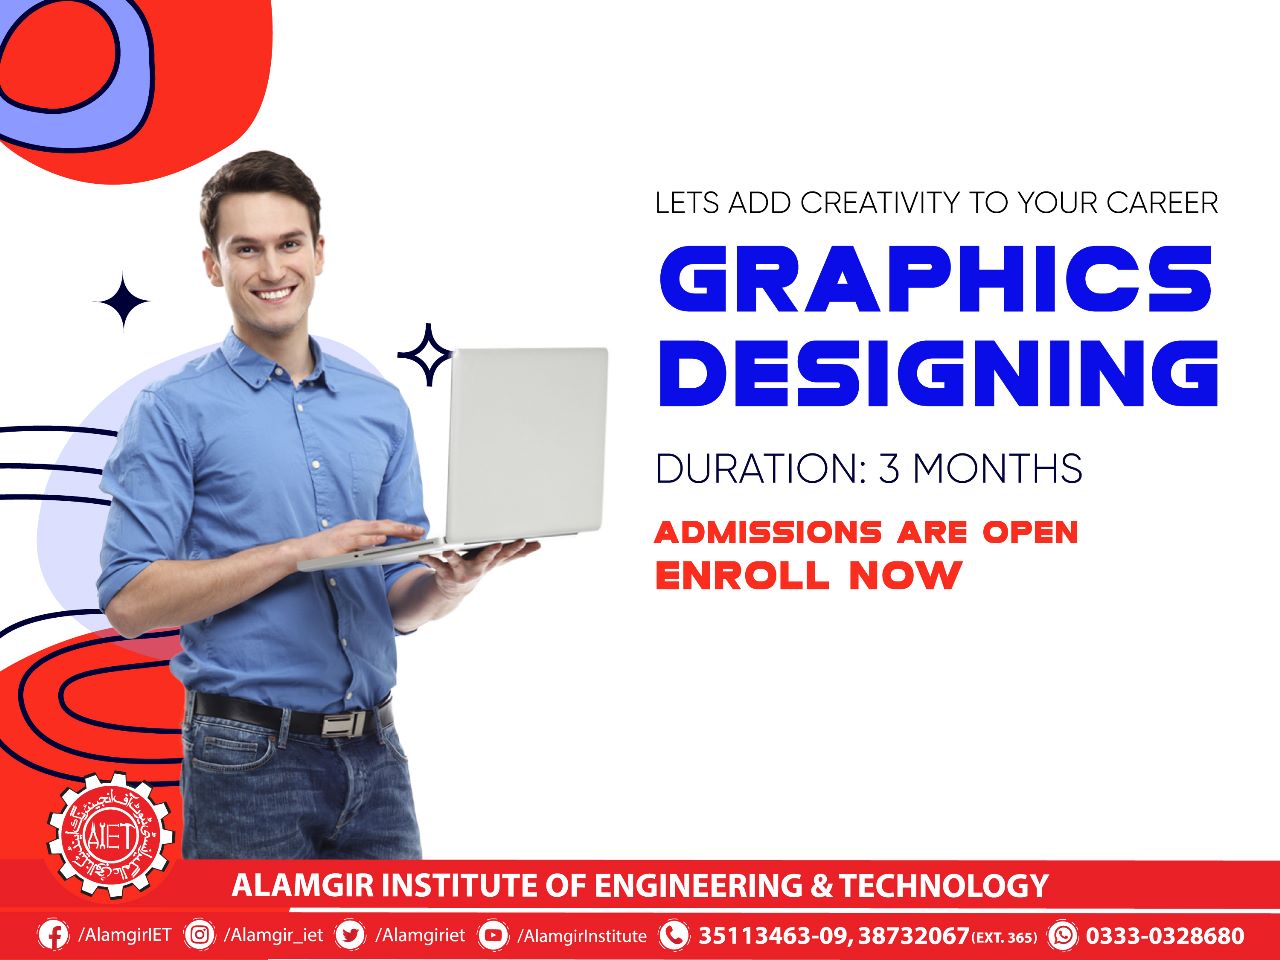 LETS ADD CREATIVITY TO YOUR CAREER
GRAPHICS
DESIGNING
DURATION: 3 MONTHS
ADMISSIONS ARE OPEN
ENROLL NOW
AIET
ALAMGIR INSTITUTE OF ENGINEERING & TECHNOLOGY
/AlamgirIET /Alamgir_iet /Alamgiriet /AlamgirInstitute 35113463-09, 38732067 (EXT. 365) 0333-0328680